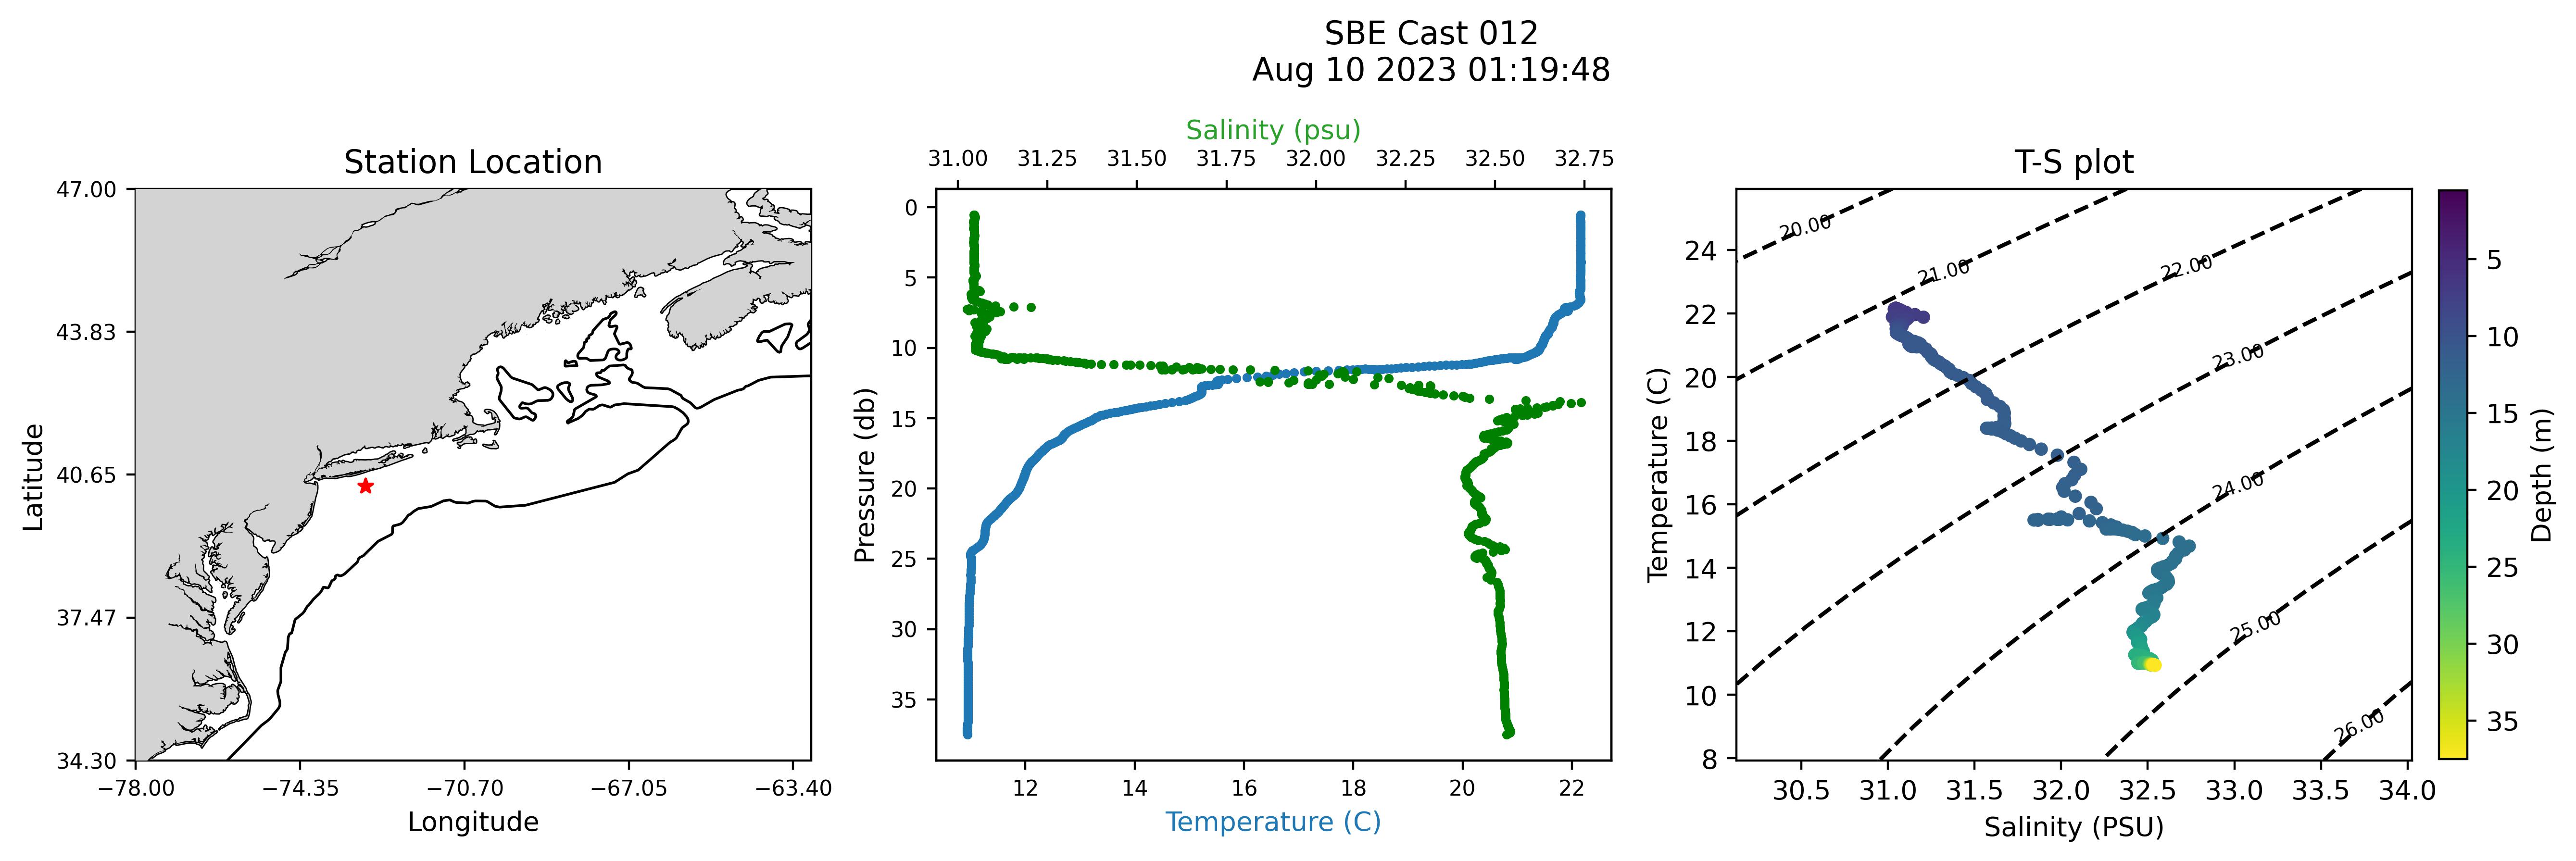 SBE Cast 012
Aug 10 2023 01:19:48
Station Location
47.00
43.83
40.65
37.47
34.30
Latitude
−78.00 −74.35 −70.70 −67.05 −63.40
Longitude
Salinity (psu)
31.00 31.25 31.50 31.75 32.00 32.25 32.50 32.75
0
5
10
15
20
25
30
35
Pressure (db)
12 14 16 18 20 22
Temperature (C)
T-S plot
24
22
20
18
16
14
12
10
8
Temperature (C)
20.00
21.00
22.00
23.00
24.00
25.00
26.00
30.5 31.0 31.5 32.0 32.5 33.0 33.5 34.0
Salinity (PSU)
5
10
15
20
25
30
35
Depth (m)